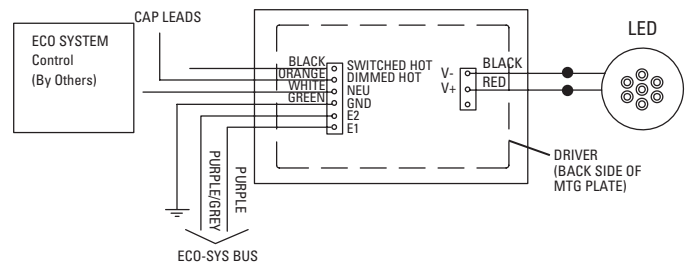 CAP LEADS
ECO SYSTEM
Control
(By Others)
LED
BLACK SWITCHED HOT
ORANGE DIMMED HOT
WHITE NEU
GREEN GND
E2
E1
V- BLACK
V+ RED
DRIVER
(BACK SIDE OF
MTG PLATE)
PURPLE/GREY
PURPLE
ECO-SYS BUS